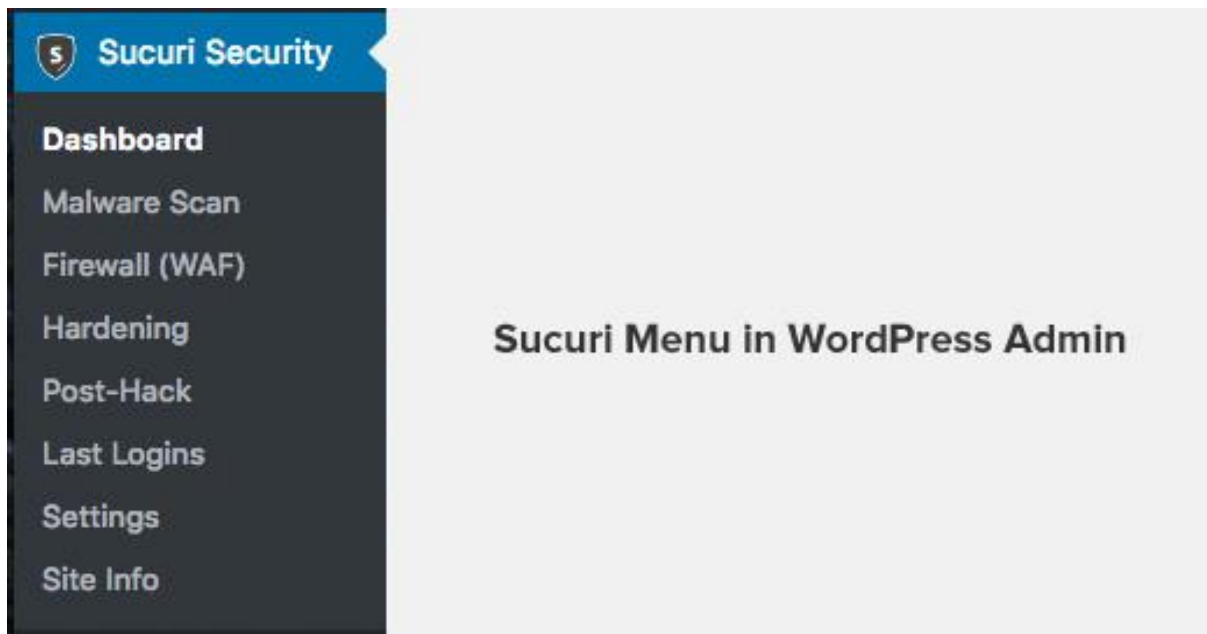 Sucuri Security
Dashboard
Malware Scan
Firewall (WAF)
Hardening
Post-Hack
Last Logins
Settings
Site Info
Sucuri Menu in WordPress Admin